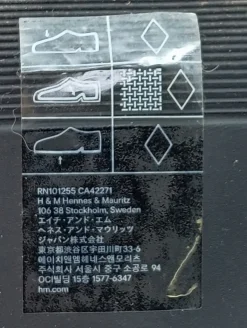 RN101255 CA42271
H & M Hennes & Mauritz
106 38 Stockholm, Sweden
エイチ・アンド・エム
ヘネス・アンド・マウリッツ
ジャパン株式会社
東京都渋谷区宇田川町33-6
에이치앤엠헤네스앤모리츠
주식회사 서울시 중구 소공로 94
OCI빌딩 15층 1577-6347
hm.com